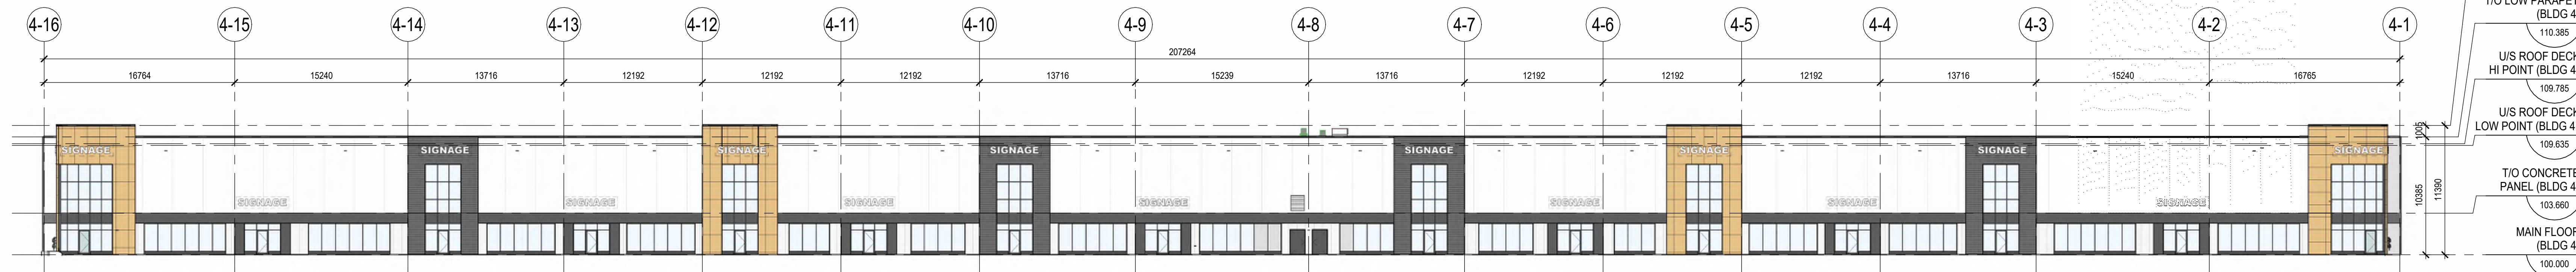 4-16 4-15 4-14 4-13 4-12 4-11 4-10 4-9 4-8 4-7 4-6 4-5 4-4 4-3 4-2 4-1
207264
16764 15240 13716 12192 12192 12192 13716 15239 13716 12192 12192 12192 13716 15240 16765
T/O LOW PARAPET
(BLDG 4
110.385
U/S ROOF DECK
HI POINT (BLDG 4
109.785
U/S ROOF DECK
LOW POINT (BLDG 4
109.635
T/O CONCRETE
PANEL (BLDG 4
103.660
MAIN FLOOR
(BLDG 4
100.000
1005
10385
11390
SIGNAGE SIGNAGE SIGNAGE SIGNAGE SIGNAGE SIGNAGE SIGNAGE SIGNAGE
SIGNAGE SIGNAGE SIGNAGE SIGNAGE SIGNAGE SIGNAGE SIGNAGE